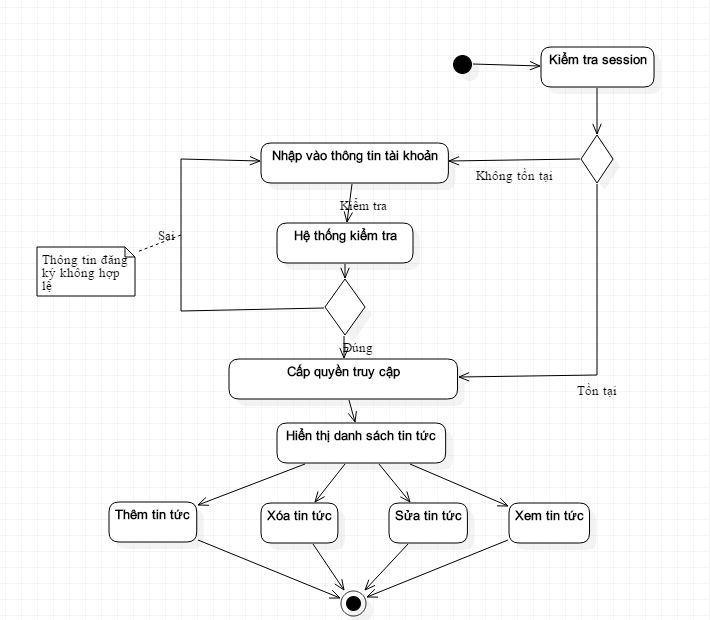 Kiểm tra session
Nhập vào thông tin tài khoản
Không tồn tại
Kiểm tra
Sai
Hệ thống kiểm tra
Thông tin đăng
ký không hợp
lệ
Đúng
Cấp quyền truy cập
Tồn tại
Hiển thị danh sách tin tức
Thêm tin tức
Xóa tin tức
Sửa tin tức
Xem tin tức